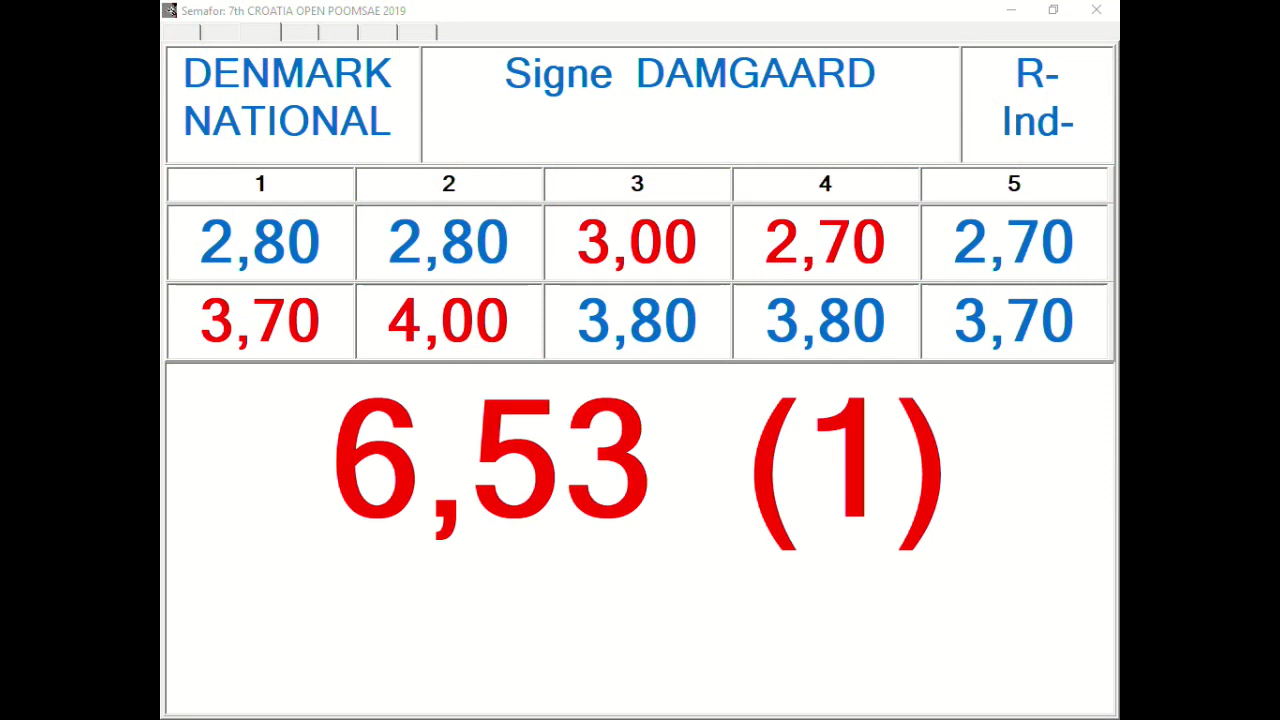 Semafor: 7th CROATIA OPEN POOMSAE 2019
DENMARK NATIONAL
Signe DAMGAARD
R-Ind-
1 2 3 4 5
2,80 2,80 3,00 2,70 2,70
3,70 4,00 3,80 3,80 3,70
6,53 (1)